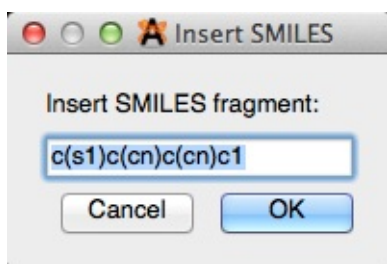 Insert SMILES
Insert SMILES fragment:
c(s1)c(cn)c(cn)c1
Cancel OK